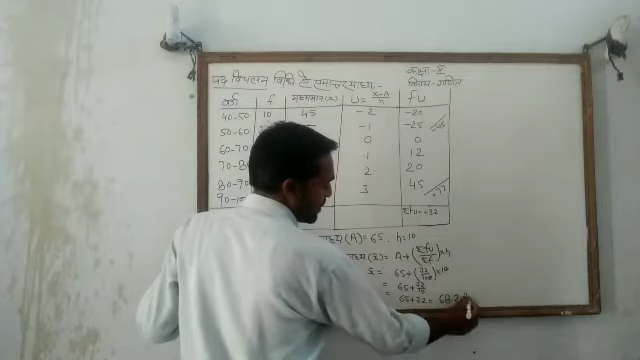 पद विचलन विधि से समान्तर माध्य:-
कक्षा-X
विषय-गणित
वर्ग f मध्यमान(x) U = x-A/h fU
40-50 10 45 -2 -20
50-60 -1 -25
60-70 0 0
70-80 1 12
80-90 2 20
90-10 3 45
Σfu=+32
(A)=65, h=10
(x̄) = A+(Σfu/Σf)×h
x̄ = 65+(32/100)×10
= 65+32/10
= 65+3.2 = 68.2